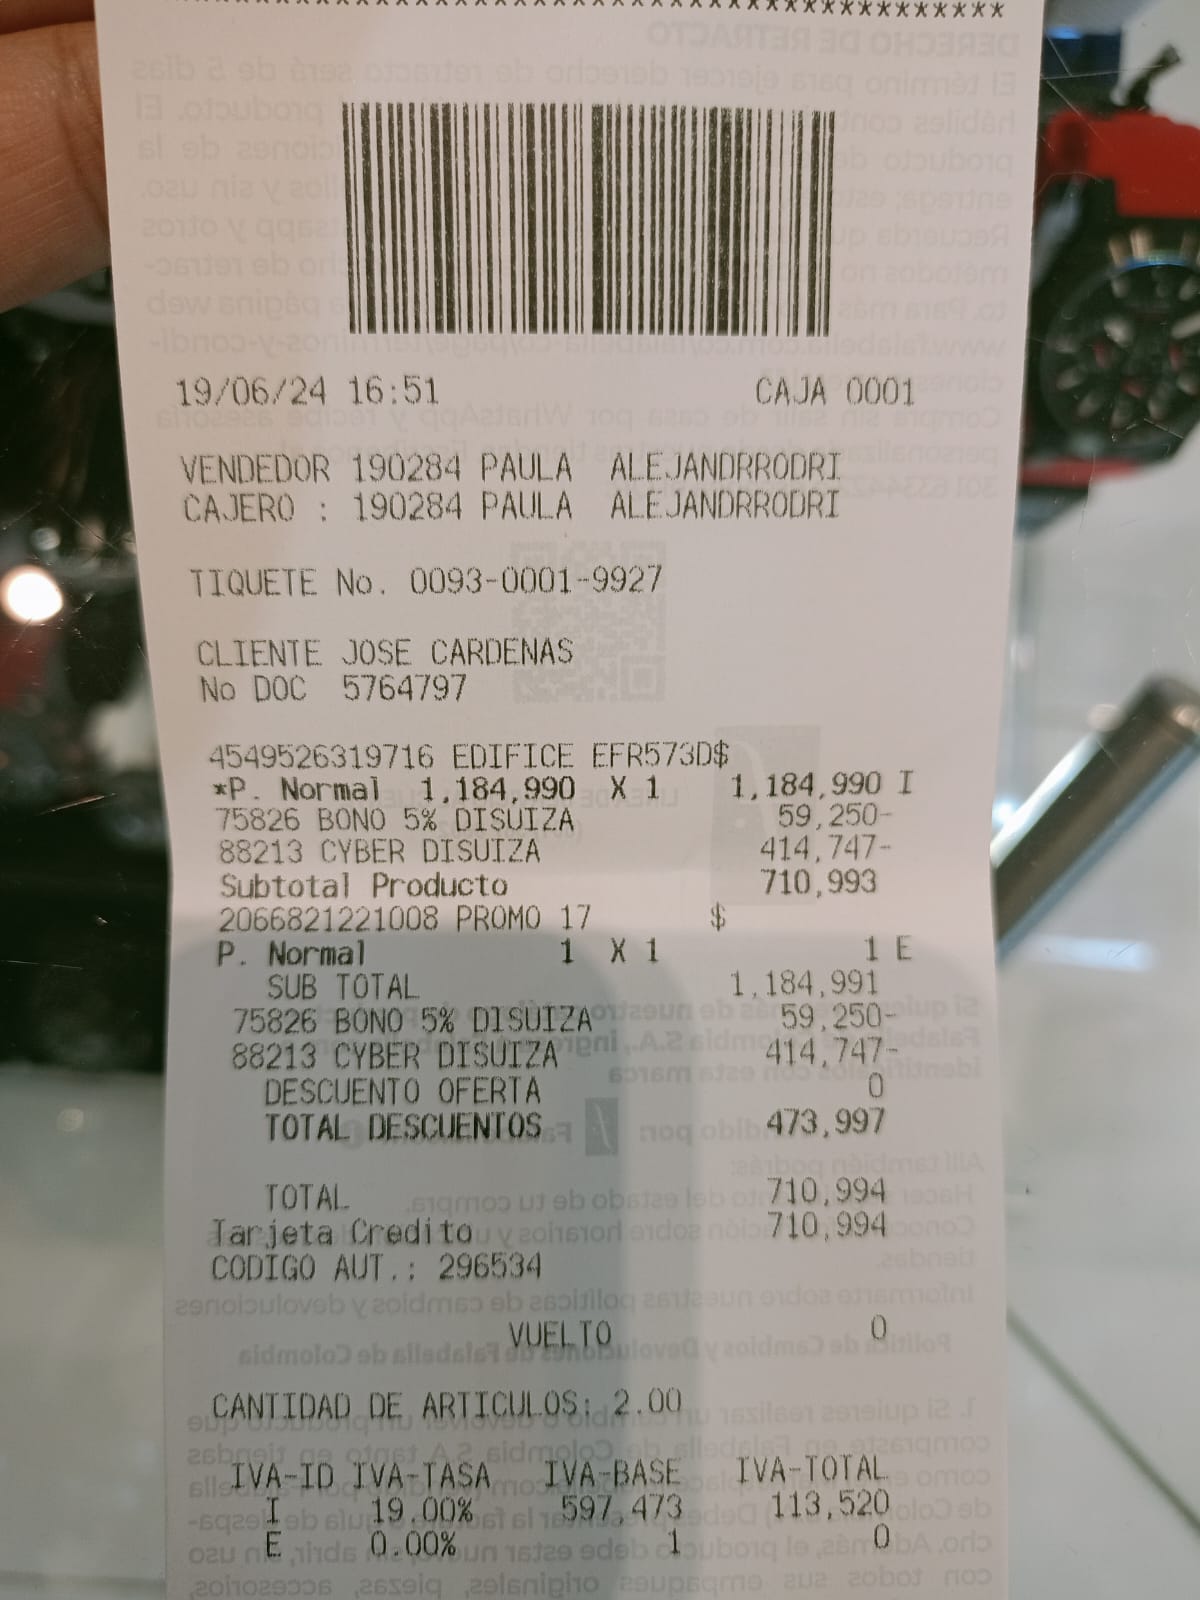 ****************************************
19/06/24 16:51 CAJA 0001
VENDEDOR 190284 PAULA ALEJANDRRODRI
CAJERO : 190284 PAULA ALEJANDRRODRI
TIQUETE No. 0093-0001-9927
CLIENTE JOSE CARDENAS
No DOC 5764797
4549526319716 EDIFICE EFR573D$
*P. Normal 1,184,990 X 1 1,184,990 I
75826 BONO 5% DISUIZA 59,250-
88213 CYBER DISUIZA 414,747-
Subtotal Producto 710,993
2066821221008 PROMO 17 $
P. Normal 1 X 1 1 E
SUB TOTAL 1,184,991
75826 BONO 5% DISUIZA 59,250-
88213 CYBER DISUIZA 414,747-
DESCUENTO OFERTA 0
TOTAL DESCUENTOS 473,997
TOTAL 710,994
Tarjeta Credito 710,994
CODIGO AUT.: 296534
VUELTO 0
CANTIDAD DE ARTICULOS: 2.00
IVA-ID IVA-TASA IVA-BASE IVA-TOTAL
I 19.00% 597,473 113,520
E 0.00% 1 0